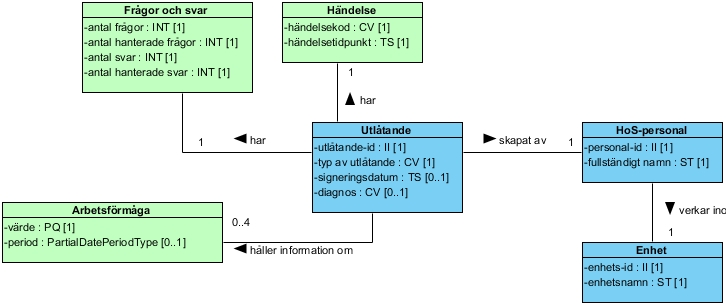 Frågor och svar
-antal frågor : INT [1]
-antal hanterade frågor : INT [1]
-antal svar : INT [1]
-antal hanterade svar : INT [1]
Händelse
-händelsekod : CV [1]
-händelsetidpunkt : TS [1]
1
har
1
har
Utlåtande
-utlåtande-id : II [1]
-typ av utlåtande : CV [1]
-signeringsdatum : TS [0..1]
-diagnos : CV [0..1]
skapat av
1
HoS-personal
-personal-id : II [1]
-fullständigt namn : ST [1]
verkar ino
1
Arbetsförmåga
-värde : PQ [1]
-period : PartialDatePeriodType [0..1]
0..4
håller information om
Enhet
-enhets-id : II [1]
-enhetsnamn : ST [1]